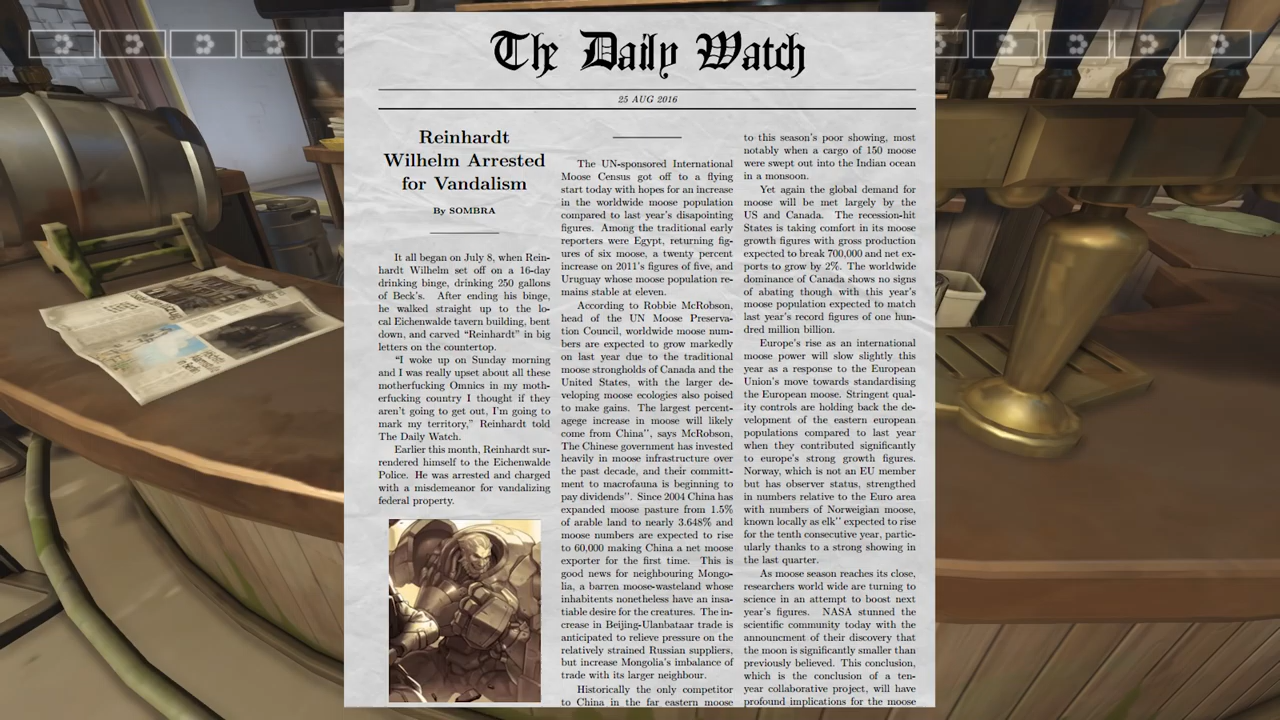 The Daily Watch
25 AUG 2016
Reinhardt
Wilhelm Arrested
for Vandalism
By SOMBRA
It all began on July 8, when Rein-
hardt Wilhelm set off on a 16-day
drinking binge, drinking 250 gallons
of Beck's. After ending his binge,
he walked straight up to the lo-
cal Eichenwalde tavern building, bent
down, and carved “Reinhardt” in big
letters on the countertop.
“I woke up on Sunday morning
and I was really upset about all these
motherfucking Omnics in my moth-
erfucking country I thought if they
aren't going to get out, I'm going to
mark my territory,” Reinhardt told
The Daily Watch.
Earlier this month, Reinhardt sur-
rendered himself to the Eichenwalde
Police. He was arrested and charged
with a misdemeanor for vandalizing
federal property.
The UN-sponsored International
Moose Census got off to a flying
start today with hopes for an increase
in the worldwide moose population
compared to last year's disapointing
figures. Among the traditional early
reporters were Egypt, returning fig-
ures of six moose, a twenty percent
increase on 2011's figures of five, and
Uruguay whose moose population re-
mains stable at eleven.
According to Robbie McRobson,
head of the UN Moose Preserva-
tion Council, worldwide moose num-
bers are expected to grow markedly
on last year due to the traditional
moose strongholds of Canada and the
United States, with the larger de-
veloping moose ecologies also poised
to make gains. The largest percent-
agege increase in moose will likely
come from China”, says McRobson,
The Chinese government has invested
heavily in moose infrastructure over
the past decade, and their committ-
ment to macrofauna is beginning to
pay dividends”. Since 2004 China has
expanded moose pasture from 1.5%
of arable land to nearly 3.648% and
moose numbers are expected to rise
to 60,000 making China a net moose
exporter for the first time. This is
good news for neighbouring Mongo-
lia, a barren moose-wasteland whose
inhabitents nonetheless have an insa-
tiable desire for the creatures. The in-
crease in Beijing-Ulanbataar trade is
anticipated to relieve pressure on the
relatively strained Russian suppliers,
but increase Mongolia's imbalance of
trade with its larger neighbour.
Historically the only competitor
to China in the far eastern moose
to this season's poor showing, most
notably when a cargo of 150 moose
were swept out into the Indian ocean
in a monsoon.
Yet again the global demand for
moose will be met largely by the
US and Canada. The recession-hit
States is taking comfort in its moose
growth figures with gross production
expected to break 700,000 and net ex-
ports to grow by 2%. The worldwide
dominance of Canada shows no signs
of abating though with this year's
moose population expected to match
last year's record figures of one hun-
dred million billion.
Europe's rise as an international
moose power will slow slightly this
year as a response to the European
Union's move towards standardising
the European moose. Stringent qual-
ity controls are holding back the de-
velopment of the eastern european
populations compared to last year
when they contributed significantly
to europe's strong growth figures.
Norway, which is not an EU member
but has observer status, strengthed
in numbers relative to the Euro area
with numbers of Norweigian moose,
known locally as elk” expected to rise
for the tenth consecutive year, partic-
ularly thanks to a strong showing in
the last quarter.
As moose season reaches its close,
researchers world wide are turning to
science in an attempt to boost next
year's figures. NASA stunned the
scientific community today with the
announcment of their discovery that
the moon is significantly smaller than
previously believed. This conclusion,
which is the conclusion of a ten-
year collaborative project, will have
profound implications for the moose